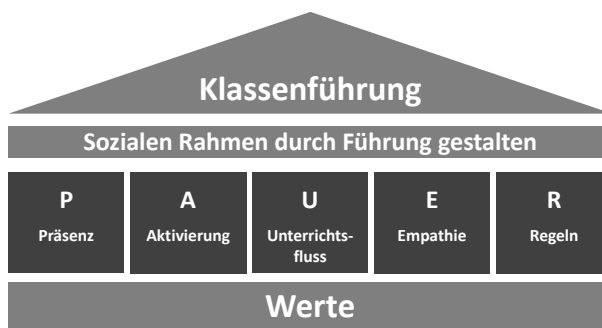 Klassenführung
Sozialen Rahmen durch Führung gestalten
P
Präsenz
A
Aktivierung
U
Unterrichts-
fluss
E
Empathie
R
Regeln
Werte